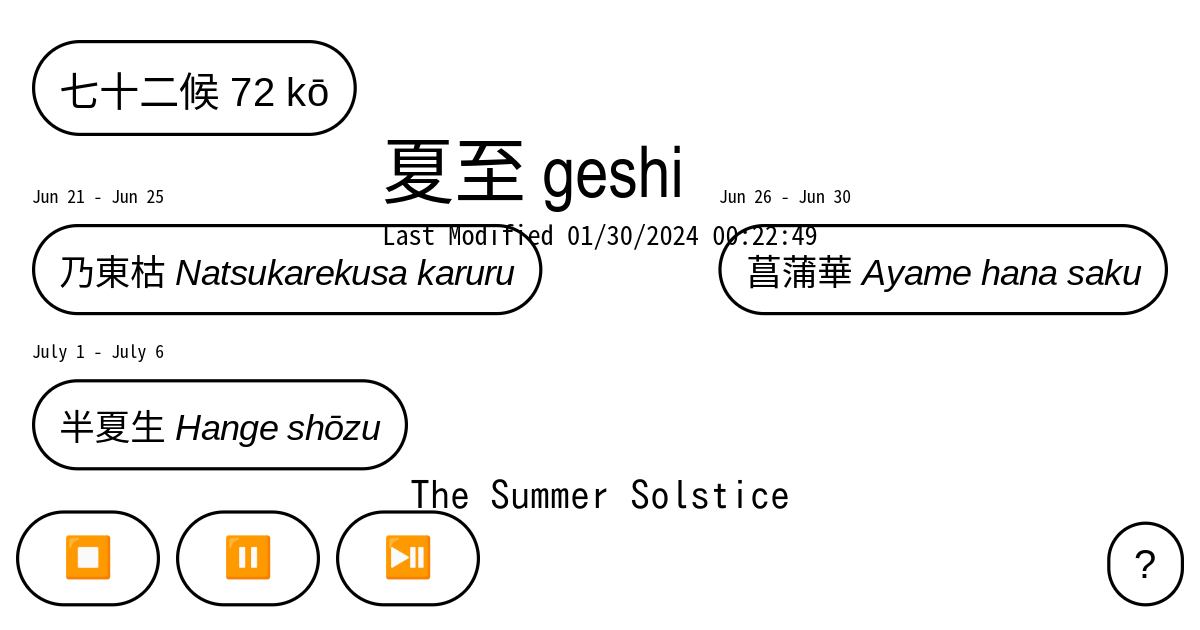 七十二候 72 kō
夏至 geshi
Last Modified 01/30/2024 00:22:49
Jun 21 - Jun 25
乃東枯 Natsukarekusa karuru
Jun 26 - Jun 30
菖蒲華 Ayame hana saku
July 1 - July 6
半夏生 Hange shōzu
The Summer Solstice
?